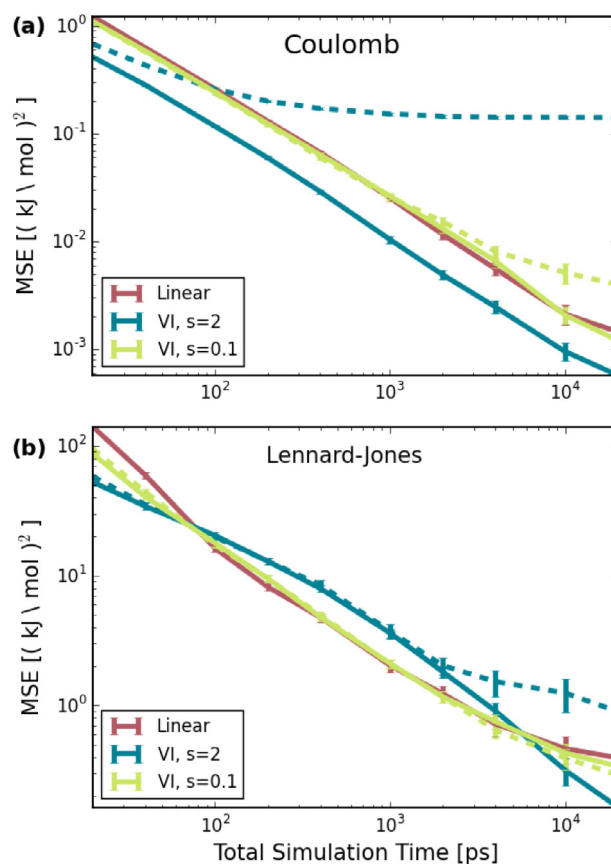 (a)
Coulomb
MSE [( kJ \ mol )^2 ]
10^0
10^-1
10^-2
10^-3
Linear
VI, s=2
VI, s=0.1
10^2 10^3 10^4
(b)
Lennard-Jones
MSE [( kJ \ mol )^2 ]
10^2
10^1
10^0
Linear
VI, s=2
VI, s=0.1
10^2 10^3 10^4
Total Simulation Time [ps]